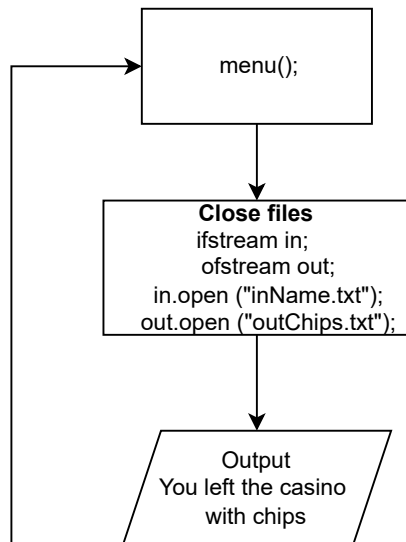 menu();
Close files
ifstream in;
ofstream out;
in.open ("inName.txt");
out.open ("outChips.txt");
Output
You left the casino
with chips